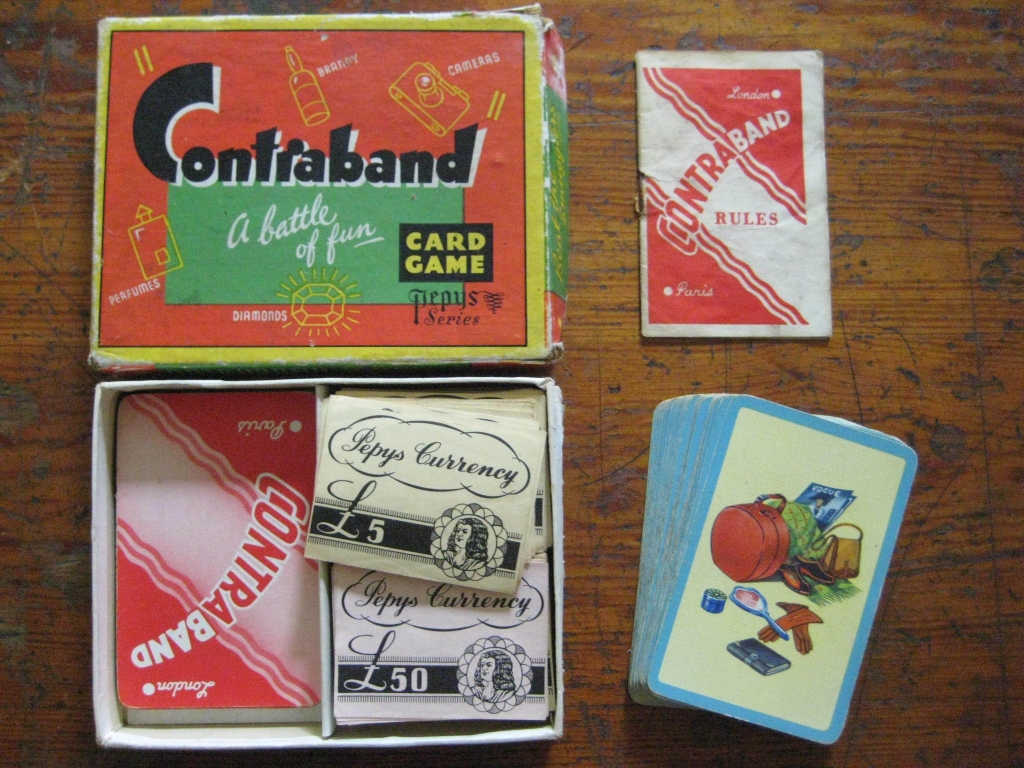 BRANDY
CAMERAS
Contraband
A battle
of fun
CARD
GAME
PERFUMES
DIAMONDS
Pepys
Series
London
CONTRABAND
RULES
Paris
Paris
CONTRABAND
London
Pepys Currency
£5
Pepys Currency
£50
VOGUE